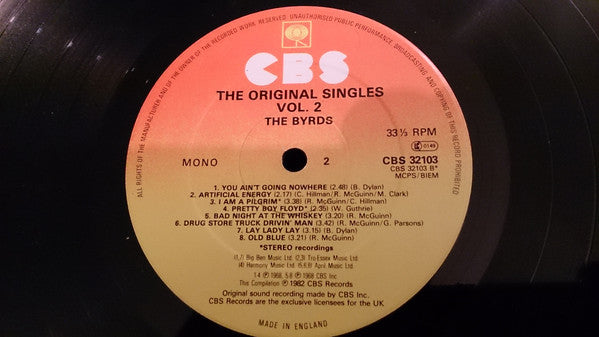 ALL RIGHTS OF THE MANUFACTURER AND OF THE OWNER OF THE RECORDED WORK RESERVED. UNAUTHORISED PUBLIC PERFORMANCE, BROADCASTING AND COPYING OF THIS RECORD PROHIBITED
CBS
THE ORIGINAL SINGLES
VOL. 2
THE BYRDS
33⅓ RPM
MONO
2
CBS 32103
CBS 32103 B*
MCPS/BIEM
0149
1. YOU AIN'T GOING NOWHERE (2.48) (B. Dylan)
2. ARTIFICIAL ENERGY (2.17) (C. Hillman/R. McGuinn/M. Clark)
3. I AM A PILGRIM* (3.38) (R. McGuinn/C. Hillman)
4. PRETTY BOY FLOYD* (2.35) (W. Guthrie)
5. BAD NIGHT AT THE WHISKEY (3.20) (R. McGuinn)
6. DRUG STORE TRUCK DRIVIN' MAN (3.42) (R. McGuinn/G. Parsons)
7. LAY LADY LAY (3.15) (B. Dylan)
8. OLD BLUE (3.21) (R. McGuinn)
*STEREO recordings
(1,7) Big Ben Music Ltd. (2,3) Tro-Essex Music Ltd.
(4) Harmony Music Ltd. (5,6,8) April Music Ltd.
1-4 ℗ 1968, 5-8 ℗ 1969 CBS Inc.
This Compilation ℗ 1982 CBS Records
Original sound recording made by CBS Inc.
CBS Records are the exclusive licensees for the UK
MADE IN ENGLAND